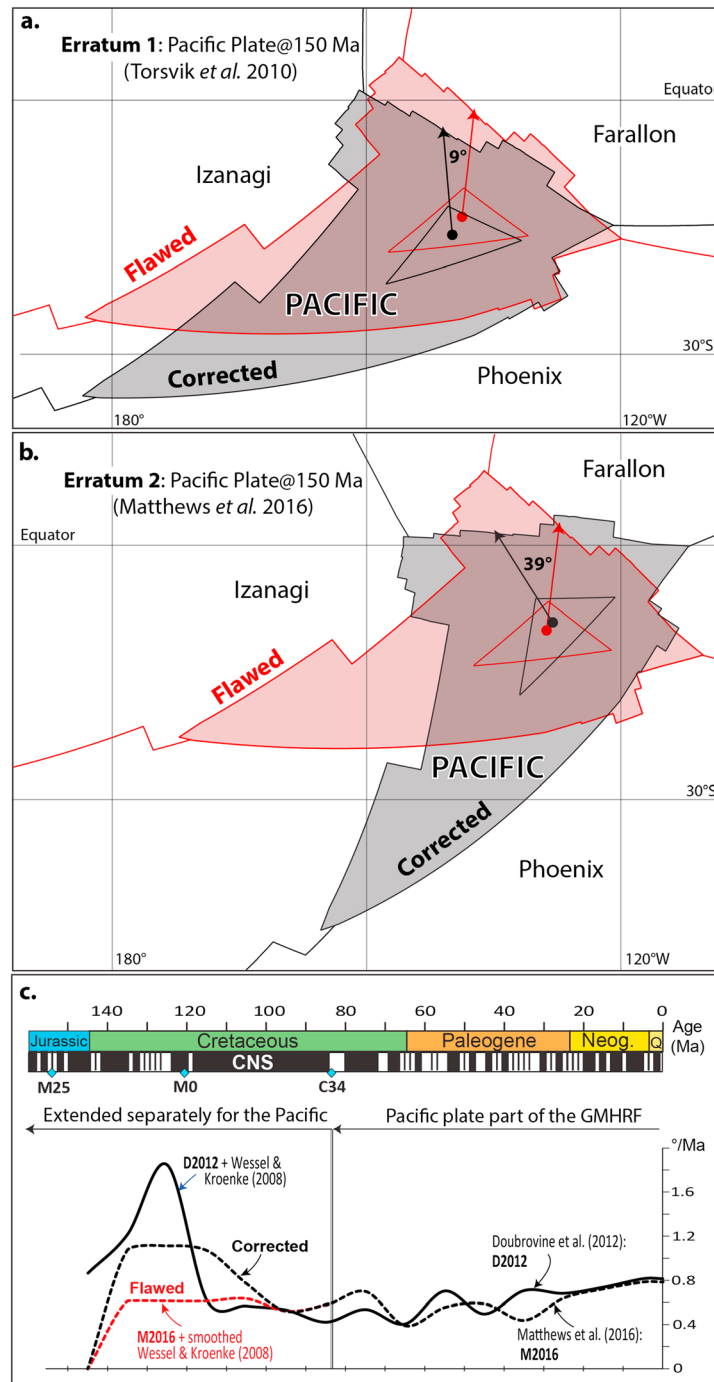 a.
Erratum 1: Pacific Plate@150 Ma
(Torsvik et al. 2010)
Equator
Farallon
Izanagi
9°
Flawed
PACIFIC
30°S
Corrected
Phoenix
180°
120°W
b.
Erratum 2: Pacific Plate@150 Ma
(Matthews et al. 2016)
Farallon
Equator
39°
Izanagi
Flawed
PACIFIC
30°S
Corrected
Phoenix
180°
120°W
c.
140 120 100 80 60 40 20 0 Age
(Ma)
Jurassic Cretaceous Paleogene Neog. Q
CNS
M25 M0 C34
Extended separately for the Pacific
Pacific plate part of the GMHRF
°/Ma
D2012 + Wessel &
Kroenke (2008)
1.6
Corrected
Doubrovine et al. (2012):
D2012
1.2
Flawed
0.8
M2016 + smoothed
Wessel & Kroenke (2008)
Matthews et al. (2016):
M2016
0.4
0